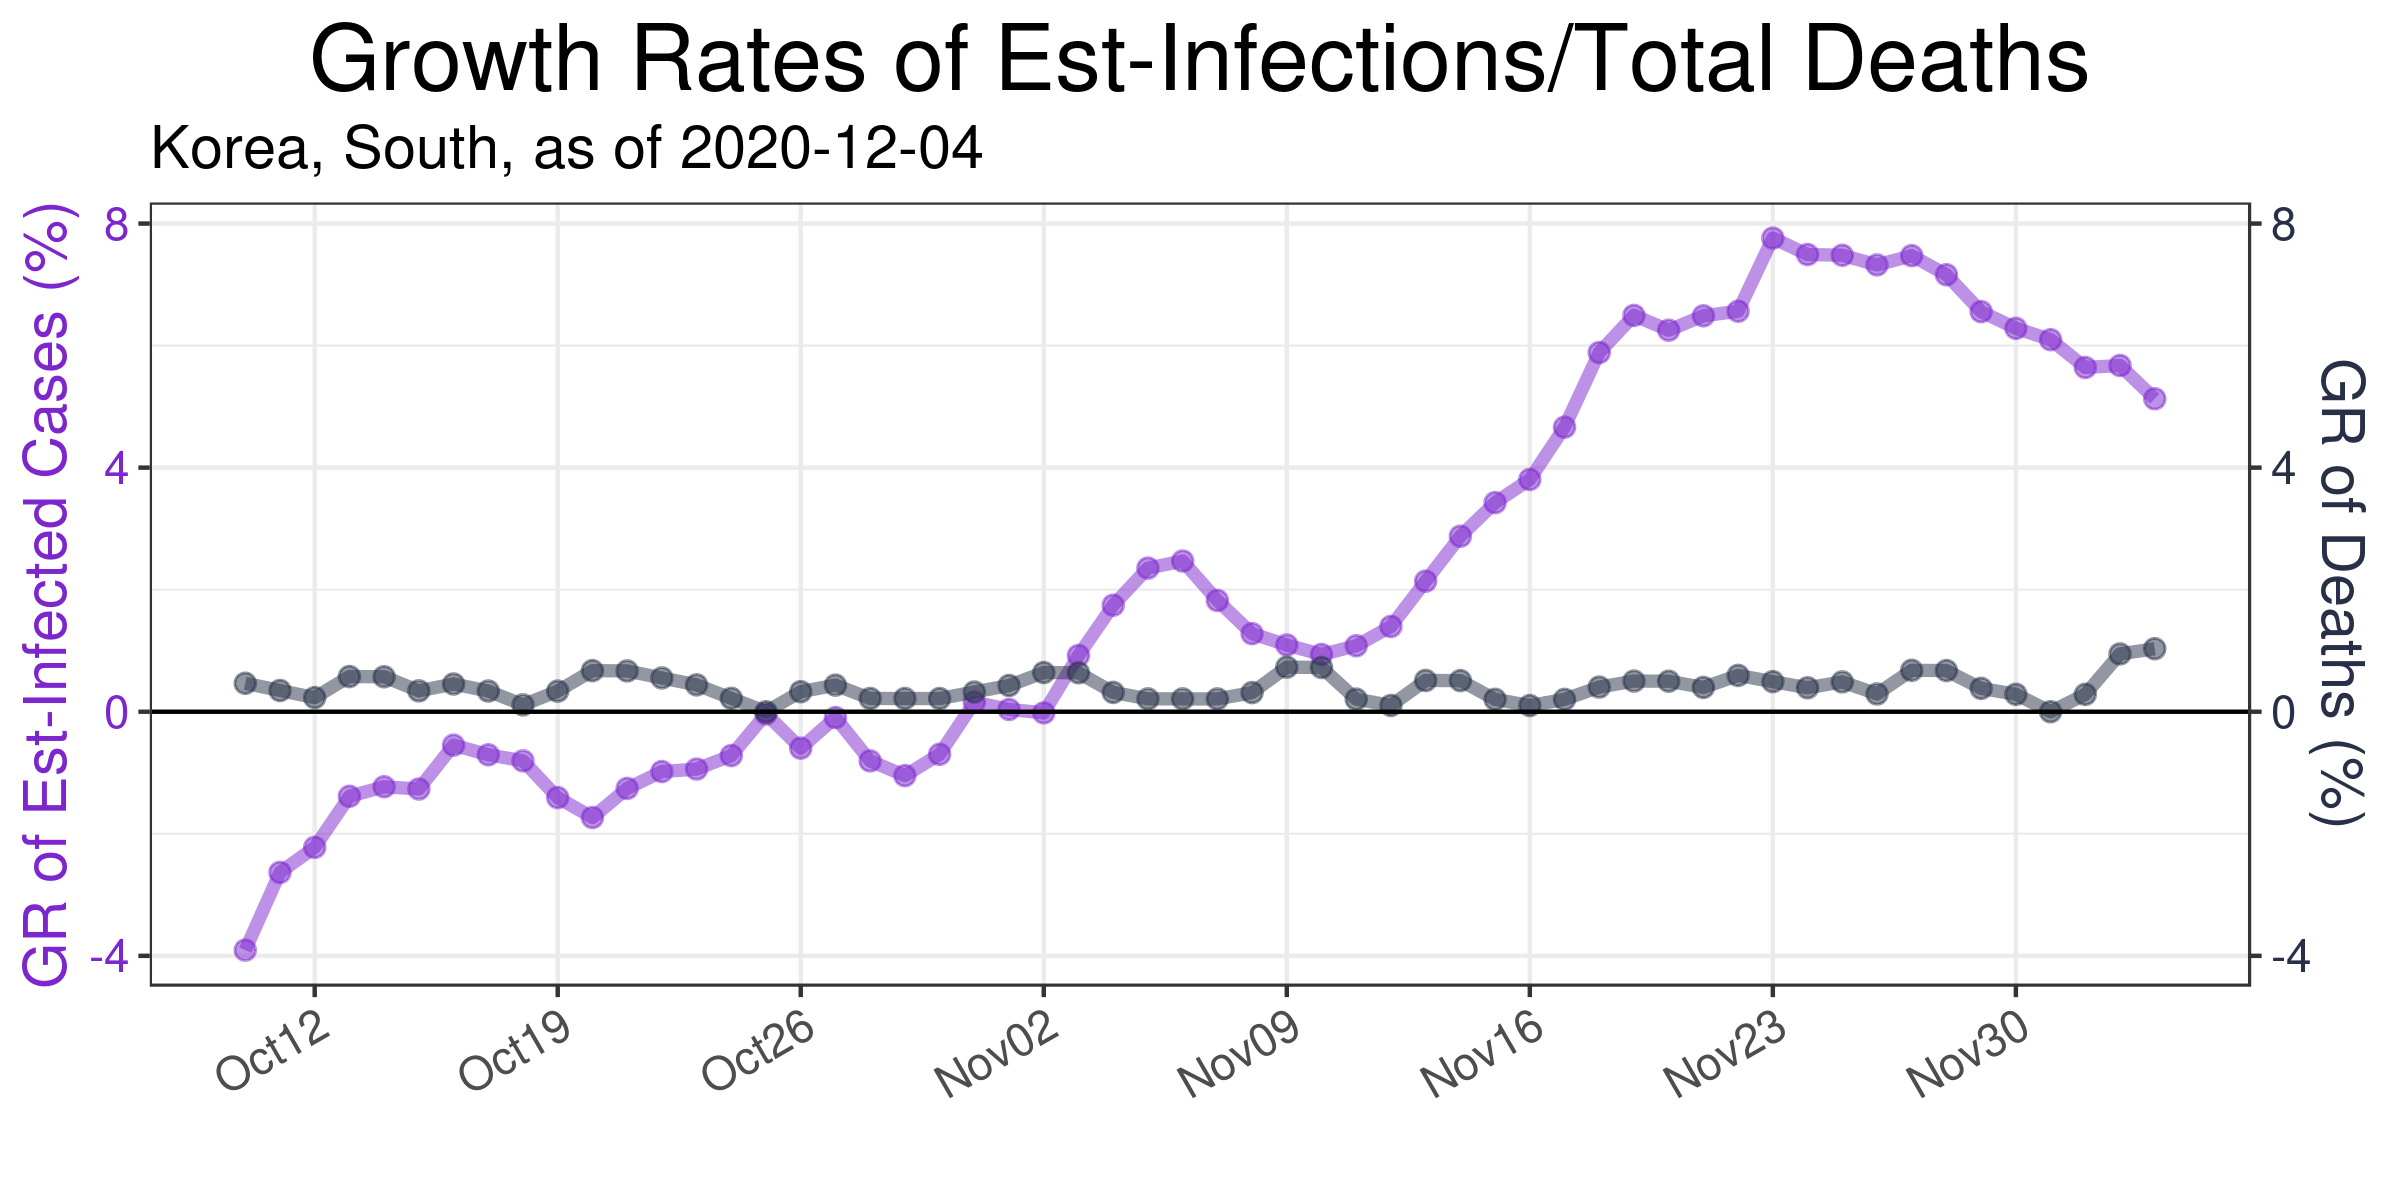 Growth Rates of Est-Infections/Total Deaths
Korea, South, as of 2020-12-04
GR of Est-Infected Cases (%)
8
4
0
-4
8
4
0
-4
GR of Deaths (%)
Oct12
Oct19
Oct26
Nov02
Nov09
Nov16
Nov23
Nov30